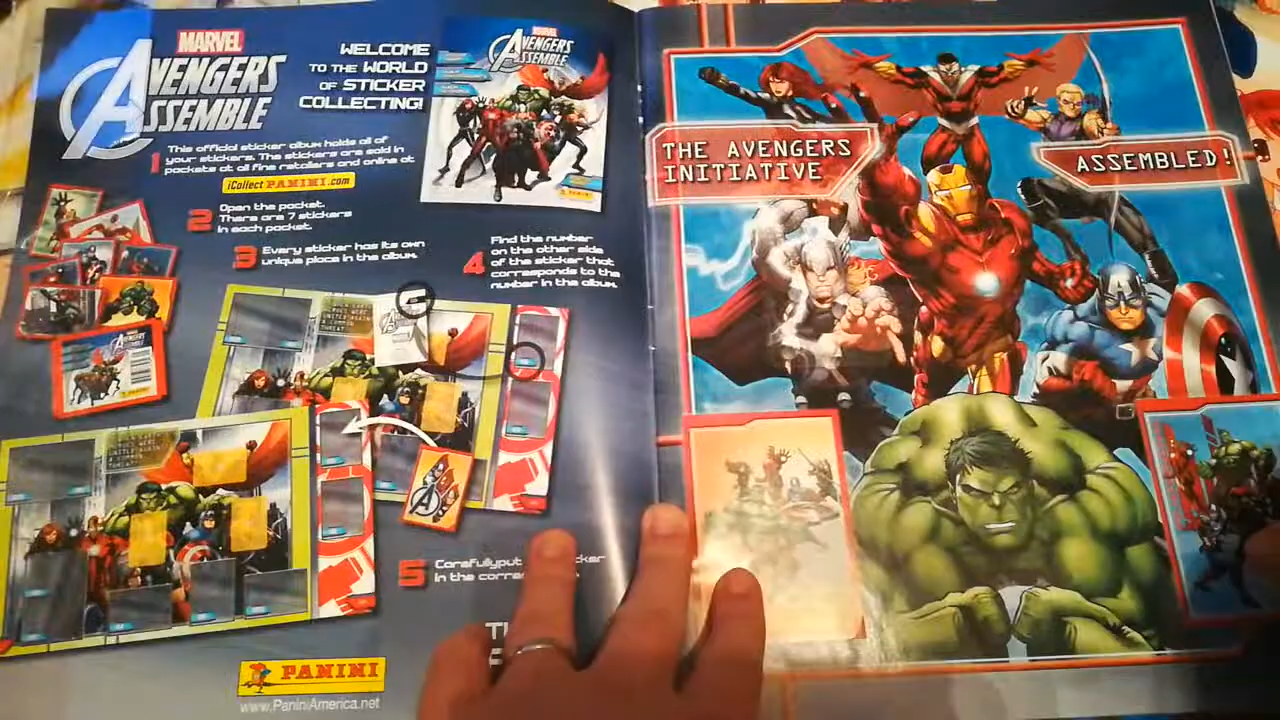 MARVEL
AVENGERS
ASSEMBLE
WELCOME
TO THE WORLD
OF STICKER
COLLECTING!
MARVEL
AVENGERS
ASSEMBLE
1 This official sticker album holds all of
your stickers. The stickers are sold in
packets at all fine retailers and online at
iCollectPANINI.com
2 Open the packet.
There are 7 stickers
in each packet.
3 Every sticker has its own
unique place in the album.
4 Find the number
on the other side
of the sticker that
corresponds to the
number in the album.
5 Carefully put
in the
PANINI
www.PaniniAmerica.net
THE AVENGERS
INITIATIVE
ASSEMBLED!